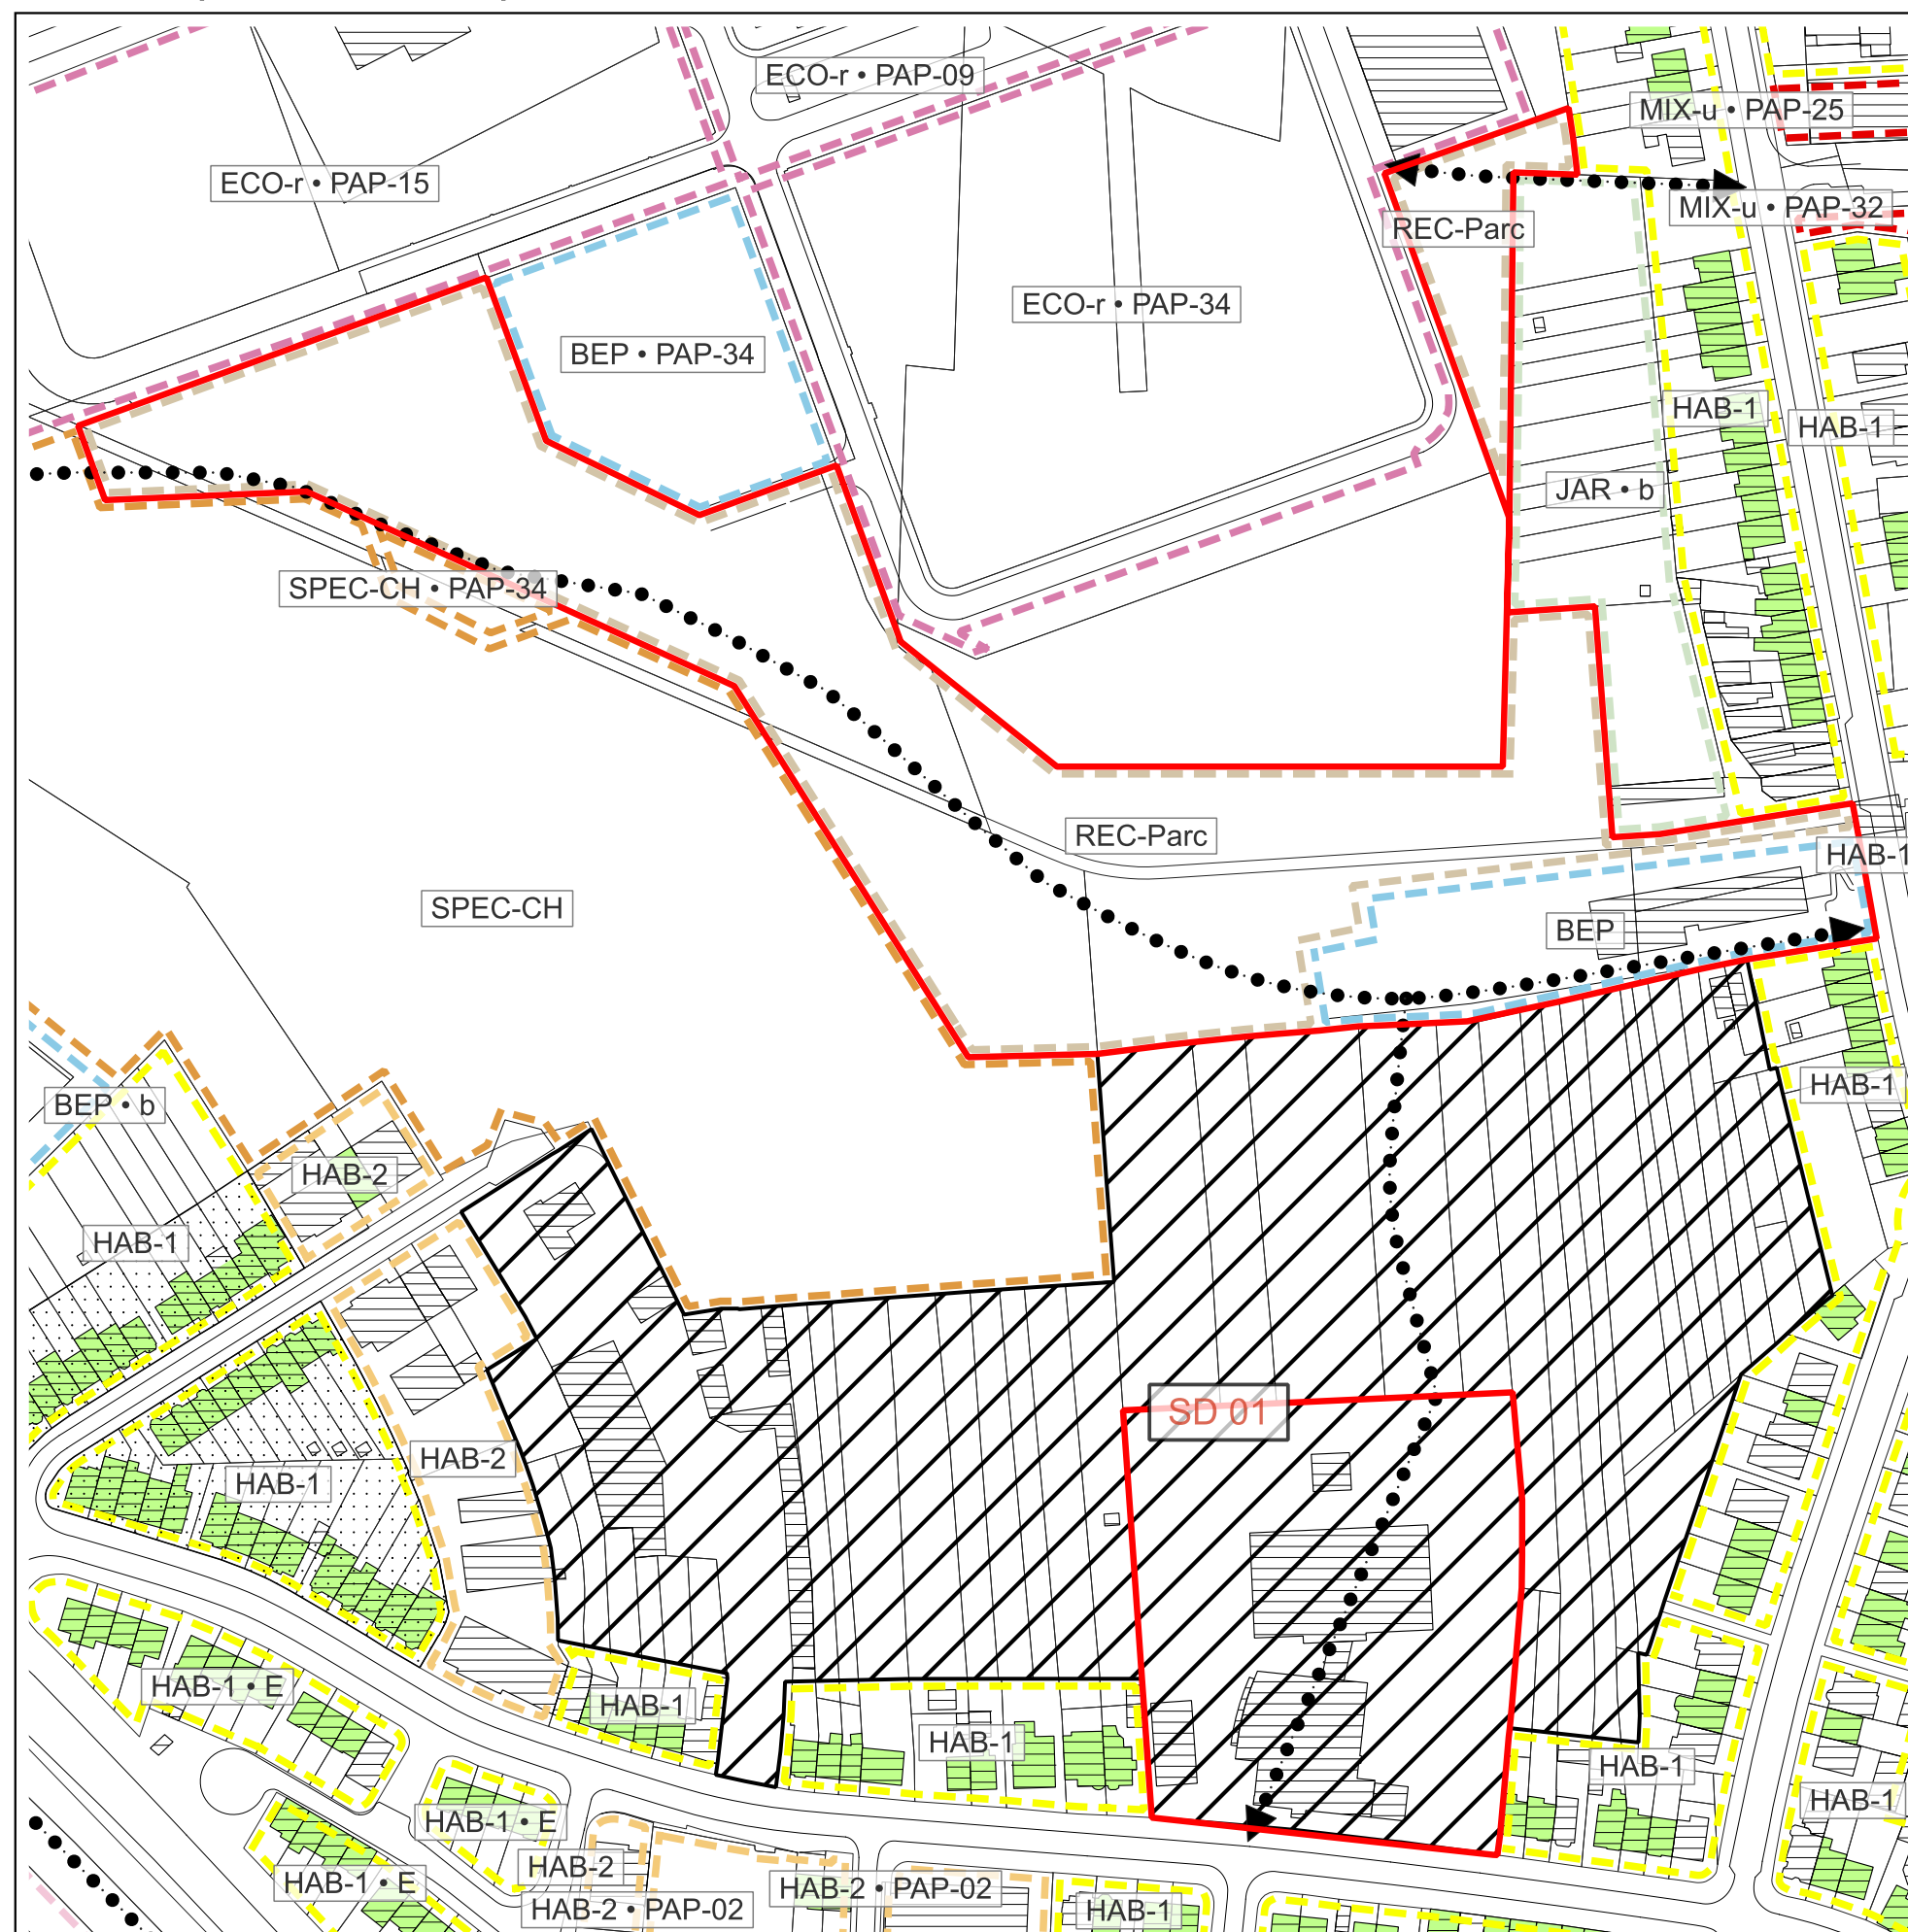 ECO-r • PAP-09
MIX-u • PAP-25
ECO-r • PAP-15
MIX-u • PAP-32
REC-Parc
ECO-r • PAP-34
BEP • PAP-34
HAB-1
HAB-1
JAR • b
SPEC-CH • PAP-34
REC-Parc
HAB-1
SPEC-CH
BEP
HAB-1
BEP • b
HAB-2
HAB-1
SD 01
HAB-2
HAB-1
HAB-1 • E
HAB-1
HAB-1
HAB-1
HAB-1
HAB-1 • E
HAB-2
HAB-1 • E
HAB-2 • PAP-02
HAB-2 • PAP-02
HAB-1